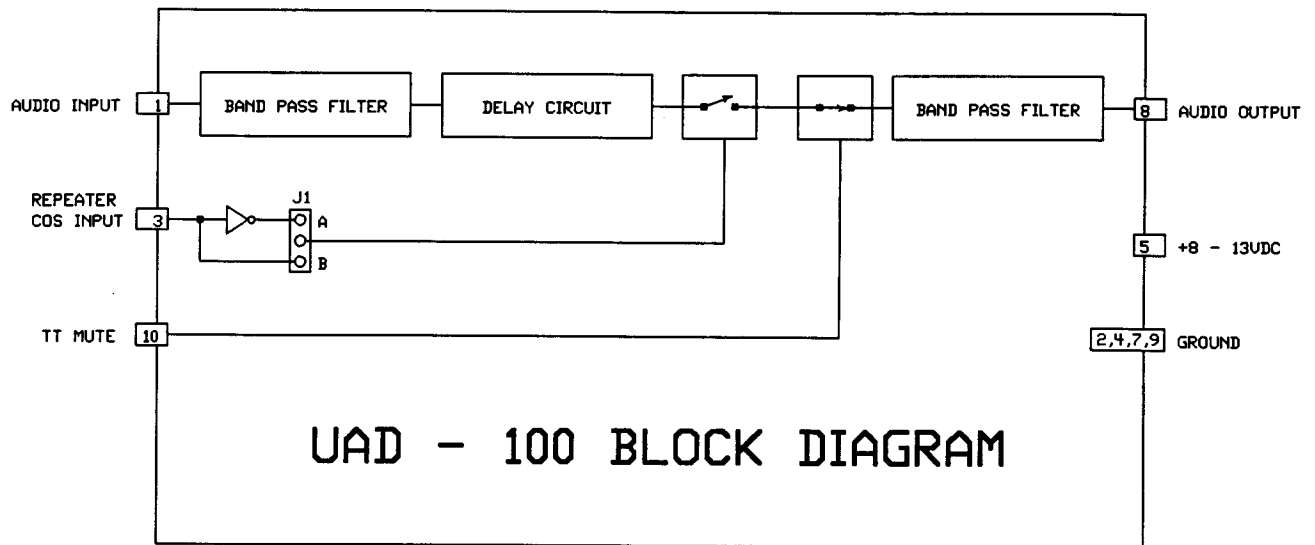 AUDIO INPUT 1 BAND PASS FILTER DELAY CIRCUIT BAND PASS FILTER 8 AUDIO OUTPUT
REPEATER
COS INPUT 3
J1
A
B
5 +8 - 13VDC
TT MUTE 10
2,4,7,9 GROUND
UAD - 100 BLOCK DIAGRAM